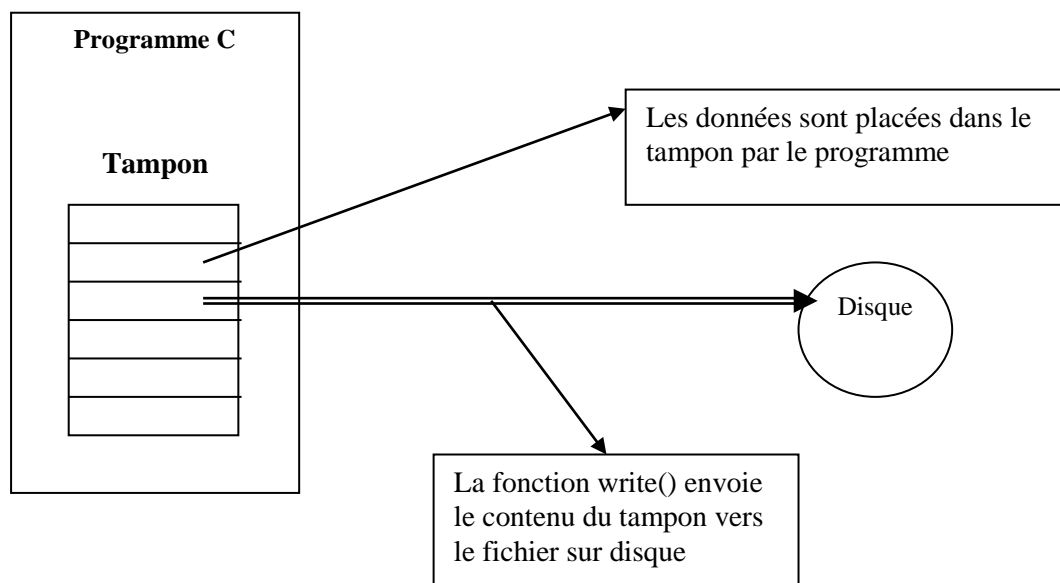 Programme C
Les données sont placées dans le
tampon par le programme
Tampon
Disque
La fonction write() envoie
le contenu du tampon vers
le fichier sur disque